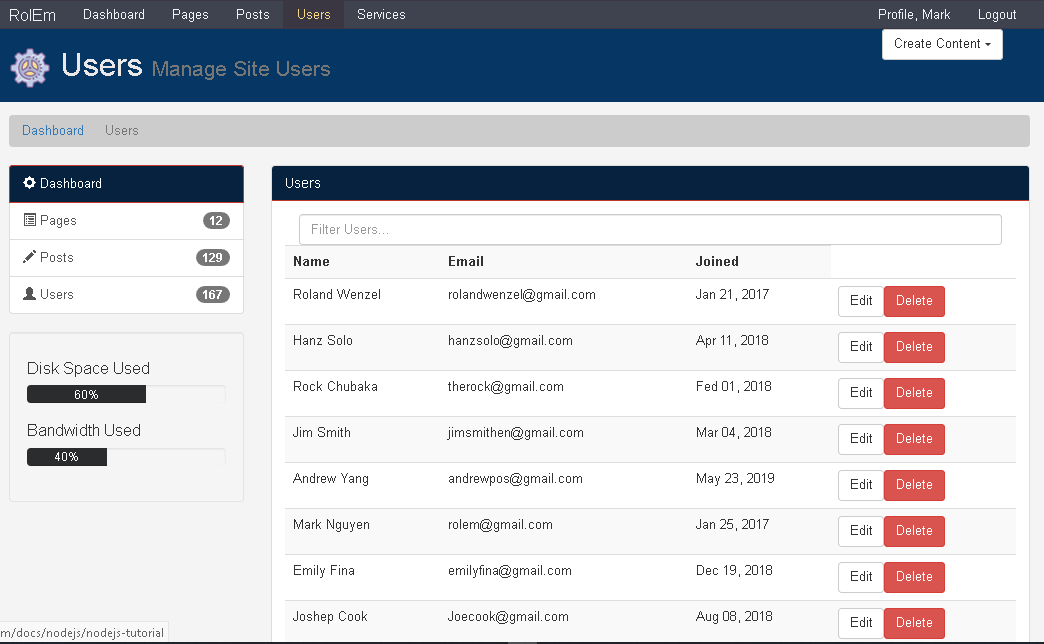 RolEm Dashboard Pages Posts Users Services Profile, Mark Logout
Create Content
Users Manage Site Users
Dashboard Users
Dashboard
Pages 12
Posts 129
Users 167
Disk Space Used
60%
Bandwidth Used
40%
Users
Filter Users...
Name Email Joined
Roland Wenzel rolandwenzel@gmail.com Jan 21, 2017 Edit Delete
Hanz Solo hanzsolo@gmail.com Apr 11, 2018 Edit Delete
Rock Chubaka therock@gmail.com Fed 01, 2018 Edit Delete
Jim Smith jimsmithen@gmail.com Mar 04, 2018 Edit Delete
Andrew Yang andrewpos@gmail.com May 23, 2019 Edit Delete
Mark Nguyen rolem@gmail.com Jan 25, 2017 Edit Delete
Emily Fina emilyfina@gmail.com Dec 19, 2018 Edit Delete
Joshep Cook Joecook@gmail.com Aug 08, 2018 Edit Delete
m/docs/nodejs/nodejs-tutorial